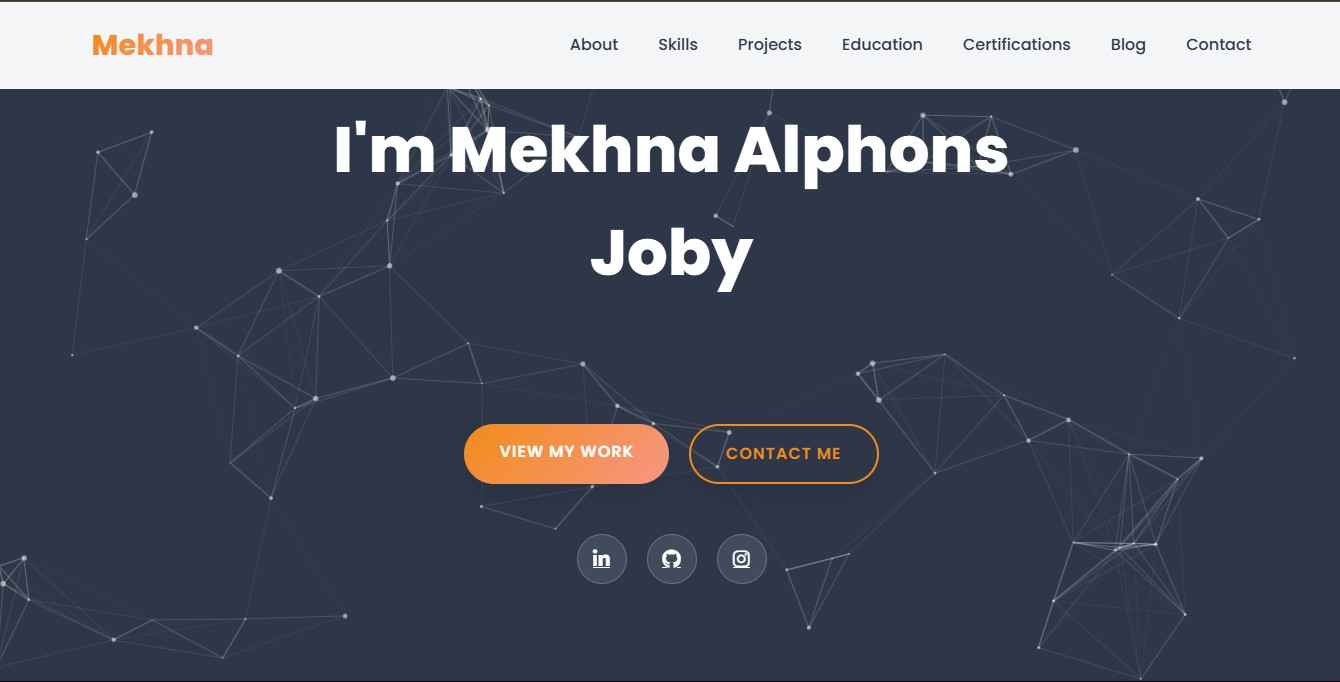 Mekhna
About Skills Projects Education Certifications Blog Contact
I'm Mekhna Alphons
Joby
VIEW MY WORK
CONTACT ME
in